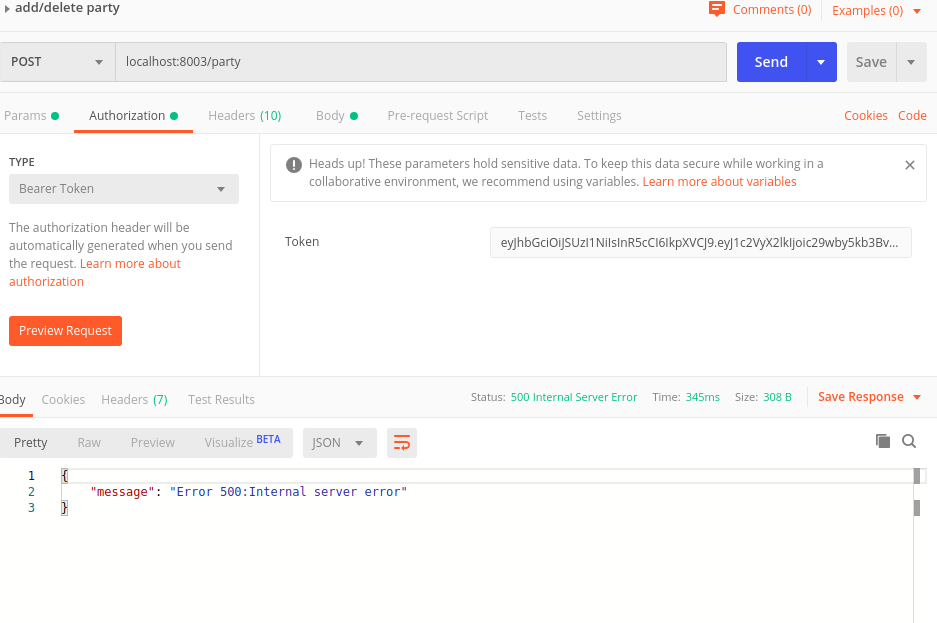 add/delete party
Comments (0)
Examples (0)
POST
localhost:8003/party
Send
Save
Params
Authorization
Headers (10)
Body
Pre-request Script
Tests
Settings
Cookies
Code
TYPE
Bearer Token
The authorization header will be
automatically generated when you send
the request. Learn more about
authorization
Preview Request
Heads up! These parameters hold sensitive data. To keep this data secure while working in a
collaborative environment, we recommend using variables. Learn more about variables
Token
eyJhbGciOiJSUzI1NiIsInR5cCI6IkpXVCJ9.eyJ1c2VyX2lkIjoic29wby5kb3Bv...
Body
Cookies
Headers (7)
Test Results
Status: 500 Internal Server Error
Time: 345ms
Size: 308 B
Save Response
Pretty
Raw
Preview
Visualize BETA
JSON
1 {
2 "message": "Error 500:Internal server error"
3 }